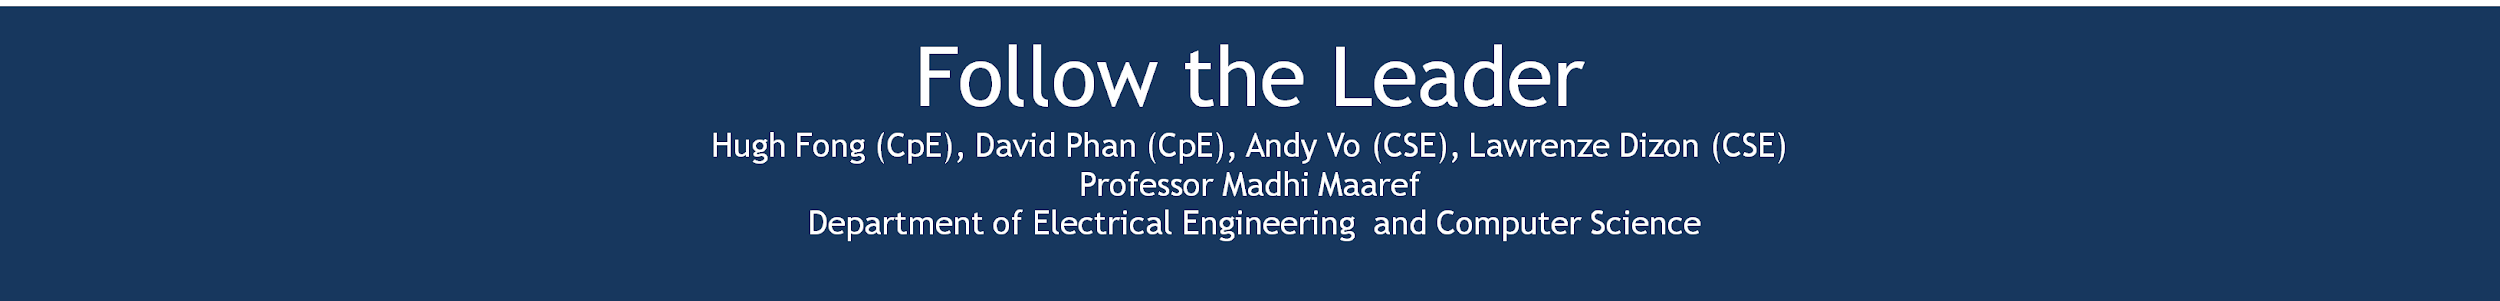 Follow the Leader
Hugh Fong (CpE), David Phan (CpE), Andy Vo (CSE), Lawrenze Dizon (CSE)
Professor Madhi Maaref
Department of Electrical Engineering  and Computer Science